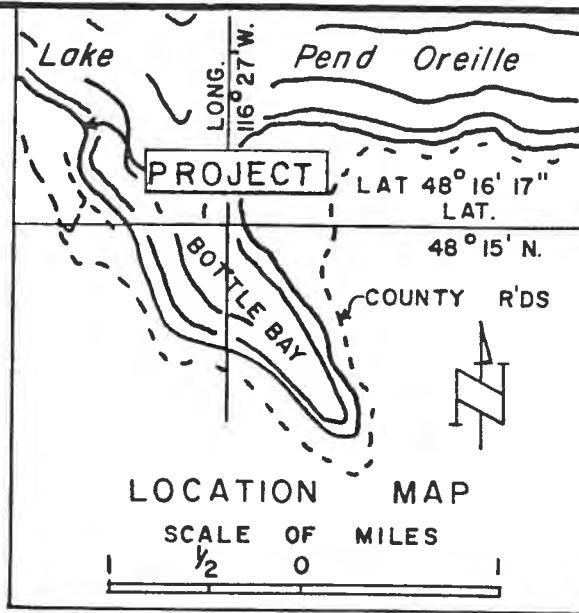 Lake Pend Oreille
LONG.
116° 27' W.
PROJECT
LAT 48° 16' 17"
LAT.
48° 15' N.
BOTTLE BAY
COUNTY R'DS
N
LOCATION MAP
SCALE OF MILES
1 1/2 0 1